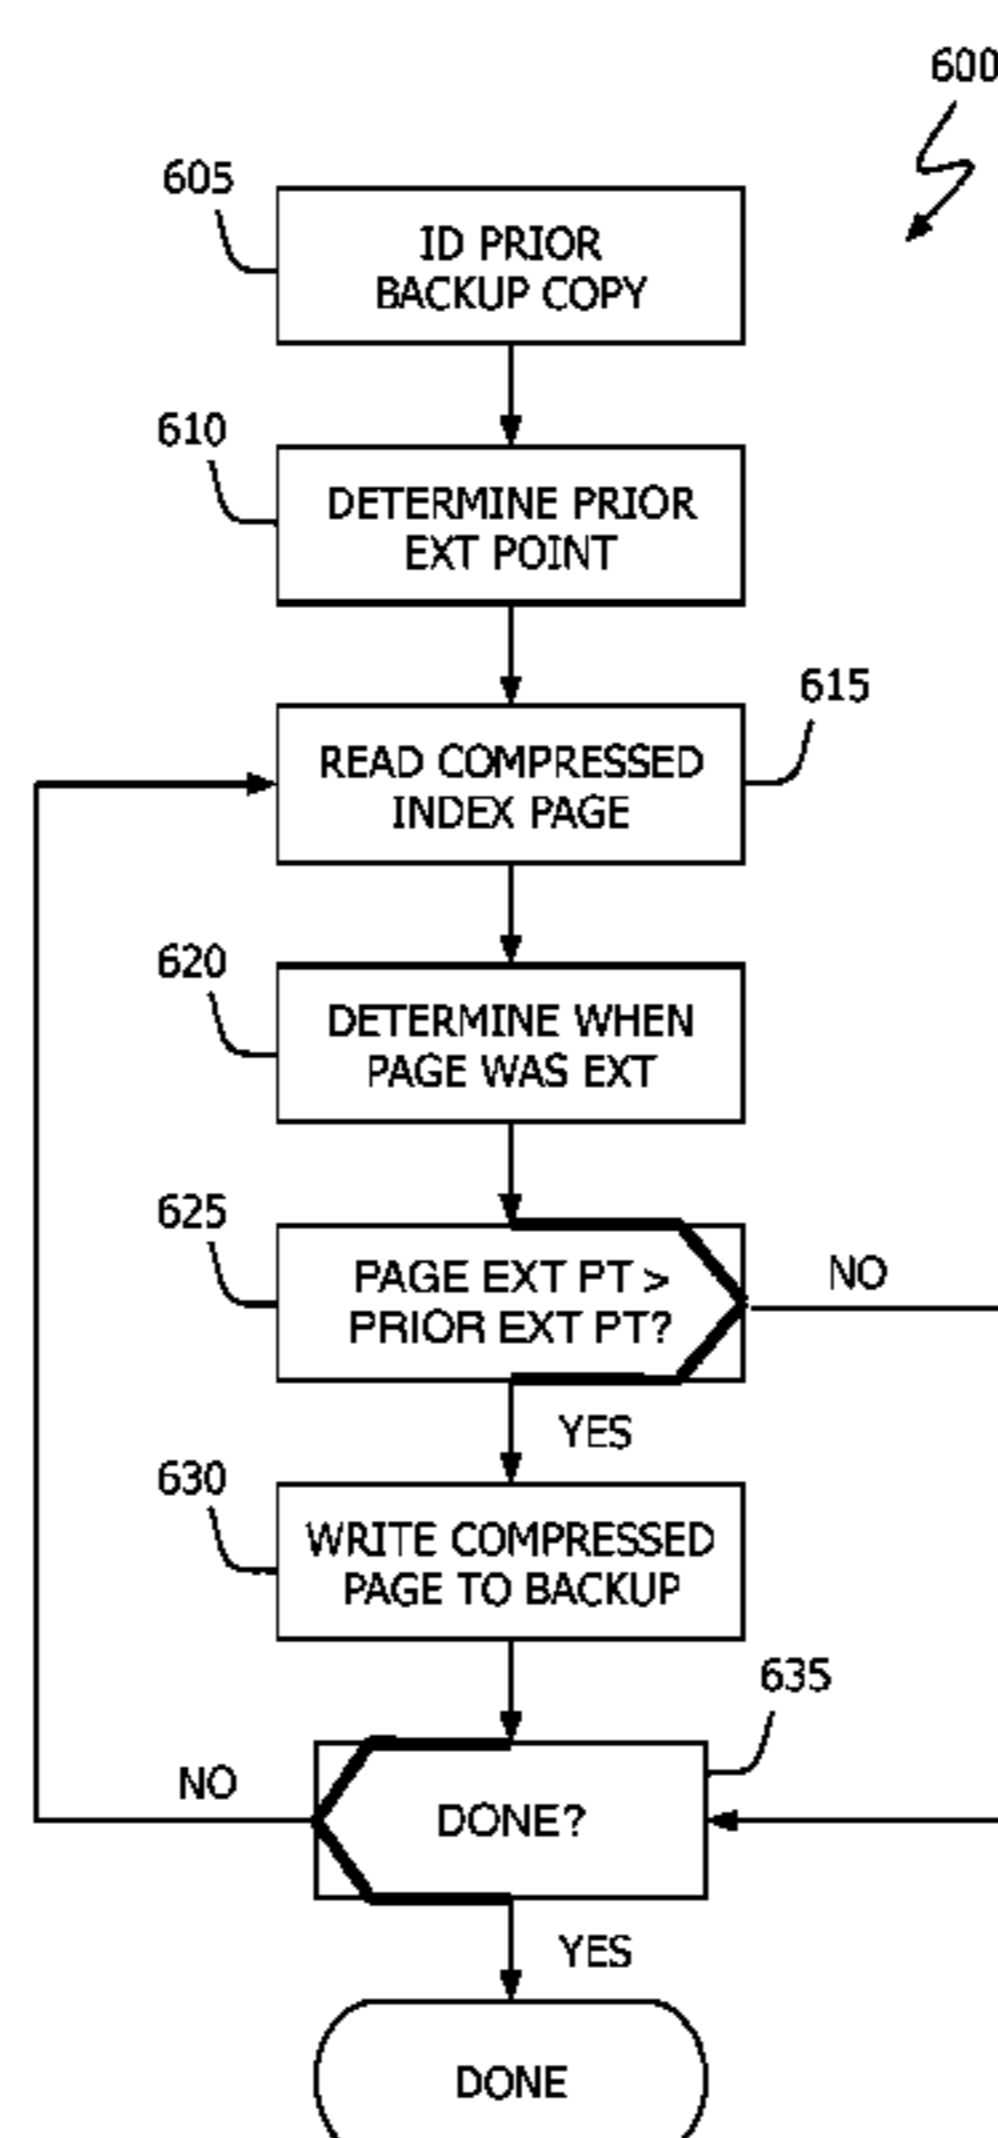 600
605
ID PRIOR
BACKUP COPY
610
DETERMINE PRIOR
EXT POINT
615
READ COMPRESSED
INDEX PAGE
620
DETERMINE WHEN
PAGE WAS EXT
625
PAGE EXT PT >
PRIOR EXT PT?
NO
YES
630
WRITE COMPRESSED
PAGE TO BACKUP
635
NO
DONE?
YES
DONE